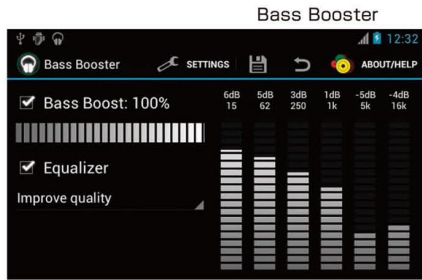 Bass Booster
12:32
Bass Booster SETTINGS ABOUT/HELP
Bass Boost: 100%
6dB 5dB 3dB 1dB -5dB -4dB
15 62 250 1k 5k 16k
Equalizer
Improve quality